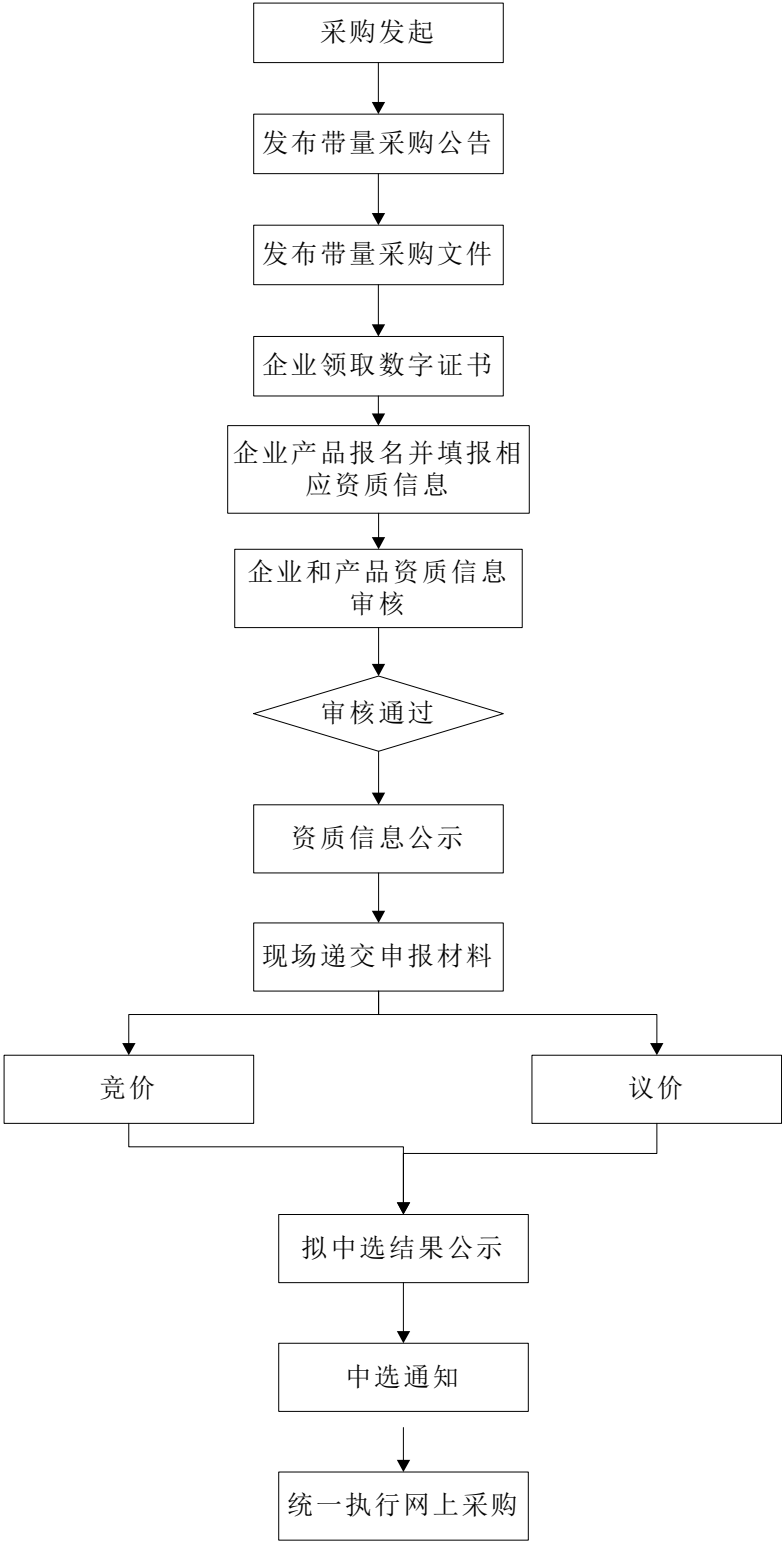 采购发起
发布带量采购公告
发布带量采购文件
企业领取数字证书
企业产品报名并填报相
应资质信息
企业和产品资质信息
审核
审核通过
资质信息公示
现场递交申报材料
竞价
议价
拟中选结果公示
中选通知
统一执行网上采购